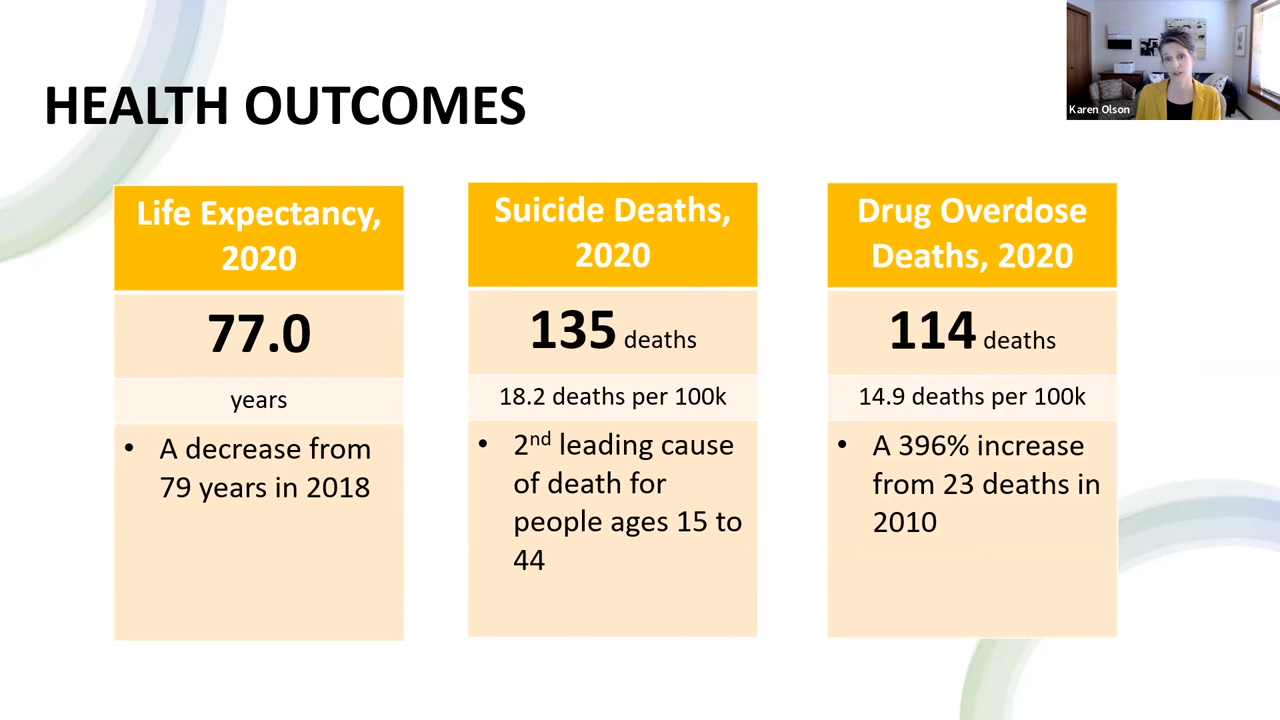 Karen Olson
HEALTH OUTCOMES
Life Expectancy,
2020
77.0
years
• A decrease from
79 years in 2018
Suicide Deaths,
2020
135 deaths
18.2 deaths per 100k
• 2nd leading cause
of death for
people ages 15 to
44
Drug Overdose
Deaths, 2020
114 deaths
14.9 deaths per 100k
• A 396% increase
from 23 deaths in
2010